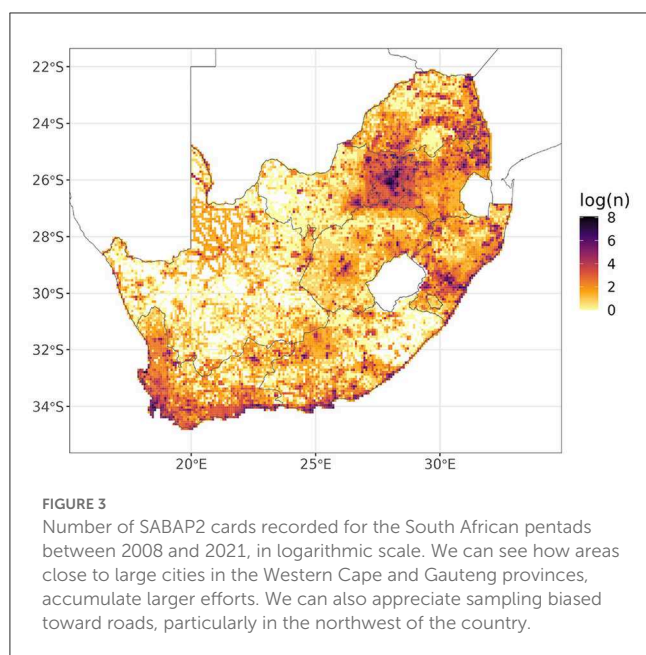 22°S
24°S
26°S
28°S
30°S
32°S
34°S
20°E 25°E 30°E
log(n)
8
6
4
2
0
FIGURE 3
Number of SABAP2 cards recorded for the South African pentads
between 2008 and 2021, in logarithmic scale. We can see how areas
close to large cities in the Western Cape and Gauteng provinces,
accumulate larger efforts. We can also appreciate sampling biased
toward roads, particularly in the northwest of the country.